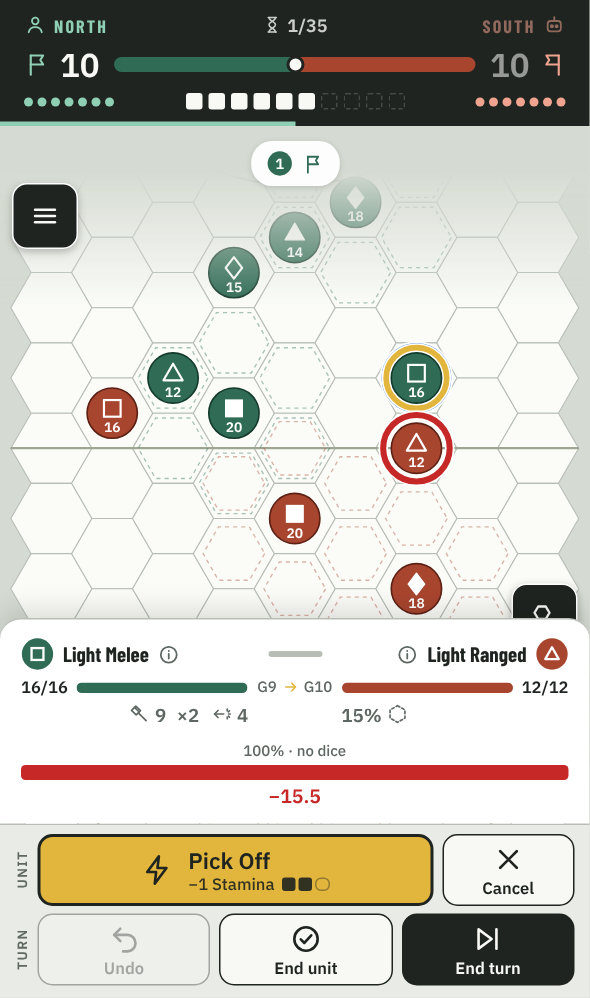 NORTH
1/35
SOUTH
10
10
1
18
14
15
12
16
16
20
12
20
18
Light Melee
Light Ranged
16/16
G9 → G10
12/12
9 ×2 4
15%
100% · no dice
−15.5
UNIT
Pick Off
−1 Stamina
Cancel
TURN
Undo
End unit
End turn